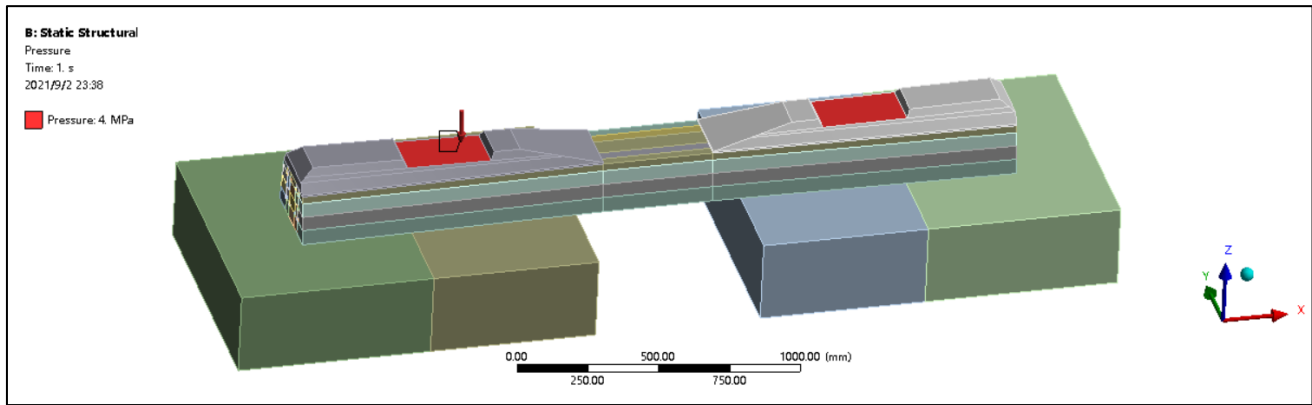 B: Static Structural
Pressure
Time: 1. s
2021/9/2 23:38
Pressure: 4. MPa
0.00 500.00 1000.00 (mm)
250.00 750.00
Z
Y
X